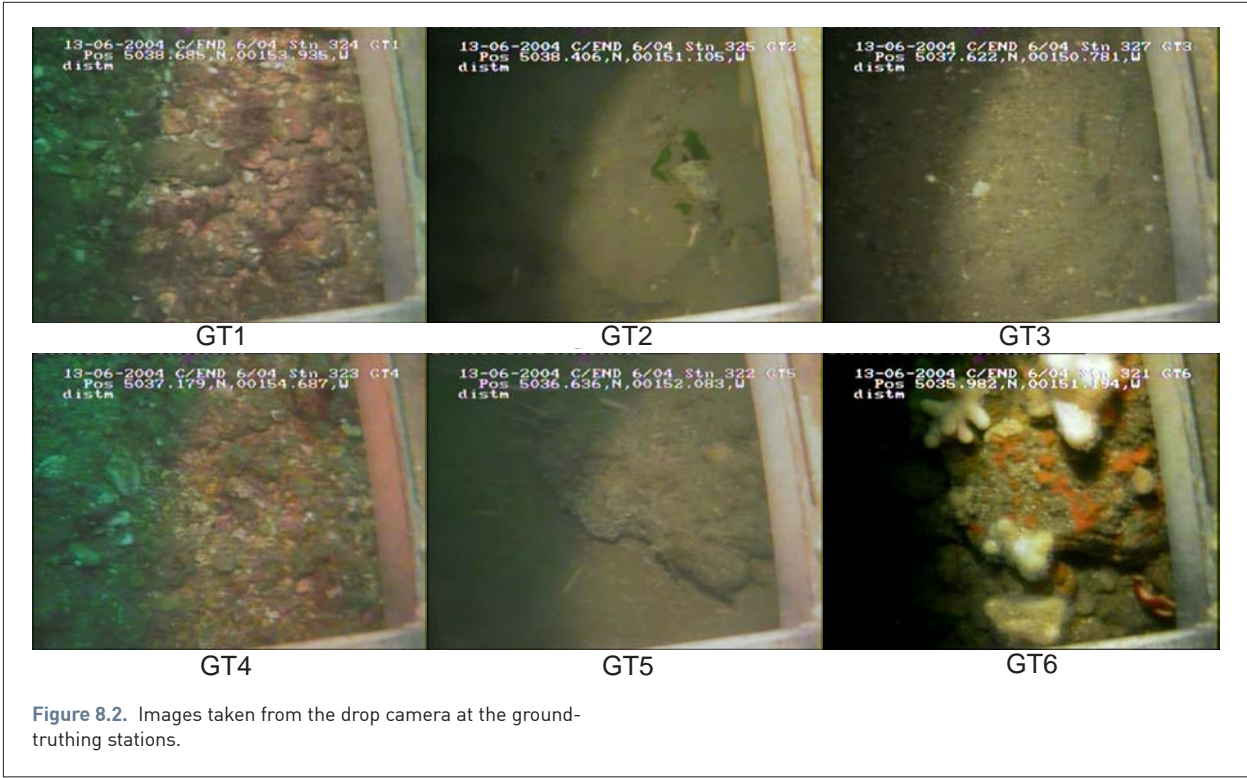 13-06-2004 C/END 6/04 Stn 324 GT1
Pos 5038.685,N,00153.935,W
distm
13-06-2004 C/END 6/04 Stn 325 GT2
Pos 5038.406,N,00151.105,W
13-06-2004 C/END 6/04 Stn 327 GT3
Pos 5037.622,N,00150.781,W
distm
GT1
GT2
GT3
13-06-2004 C/END 6/04 Stn 323 GT4
Pos 5037.179,N,00154.687,W
distm
13-06-2004 C/END 6/04 Stn 322 GT5
Pos 5036.636,N,00152.083,W
distm
13-06-2004 C/END 6/04 Stn 321 GT6
Pos 5035.982,N,00151.194,W
distm
GT4
GT5
GT6
Figure 8.2. Images taken from the drop camera at the ground-
truthing stations.